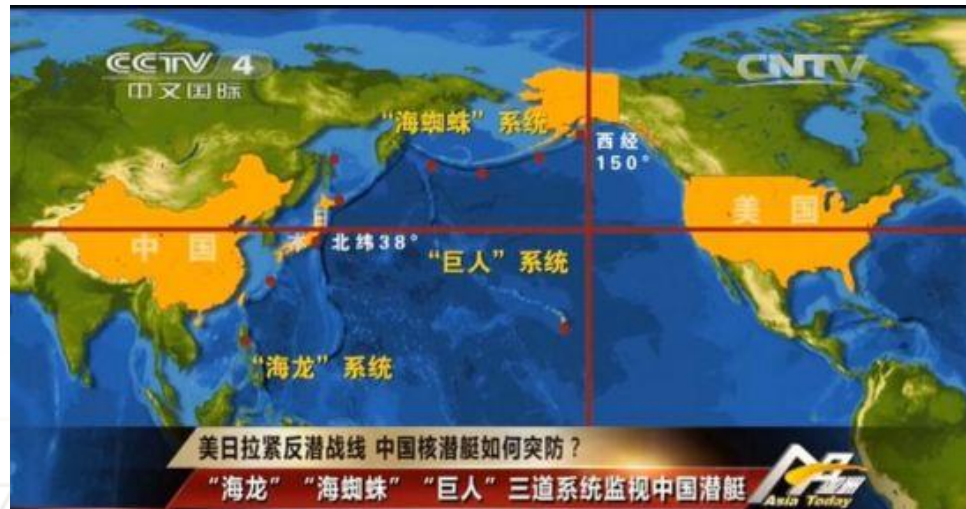 CCTV 4
中文国际
CNTV
“海蜘蛛”系统
西经
150°
日
本
中国
美国
北纬38°
“巨人”系统
“海龙”系统
美日拉紧反潜战线 中国核潜艇如何突防？
“海龙”“海蜘蛛”“巨人”三道系统监视中国潜艇
Asia Today